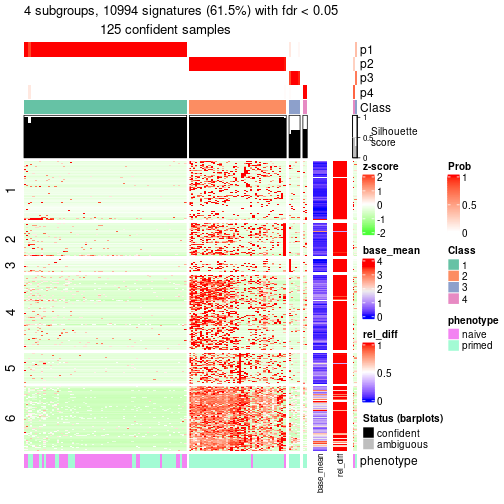 4 subgroups, 10994 signatures (61.5%) with fdr < 0.05
125 confident samples
p1
p2
p3
p4
Class
1
0.5
0
Silhouette
score
1
2
3
4
5
6
z-score
2
1
0
-1
-2
base_mean
4
3
2
1
0
rel_diff
1
0.5
0
Status (barplots)
confident
ambiguous
Prob
1
0.5
0
Class
1
2
3
4
phenotype
naive
primed
phenotype
base_mean
rel_diff